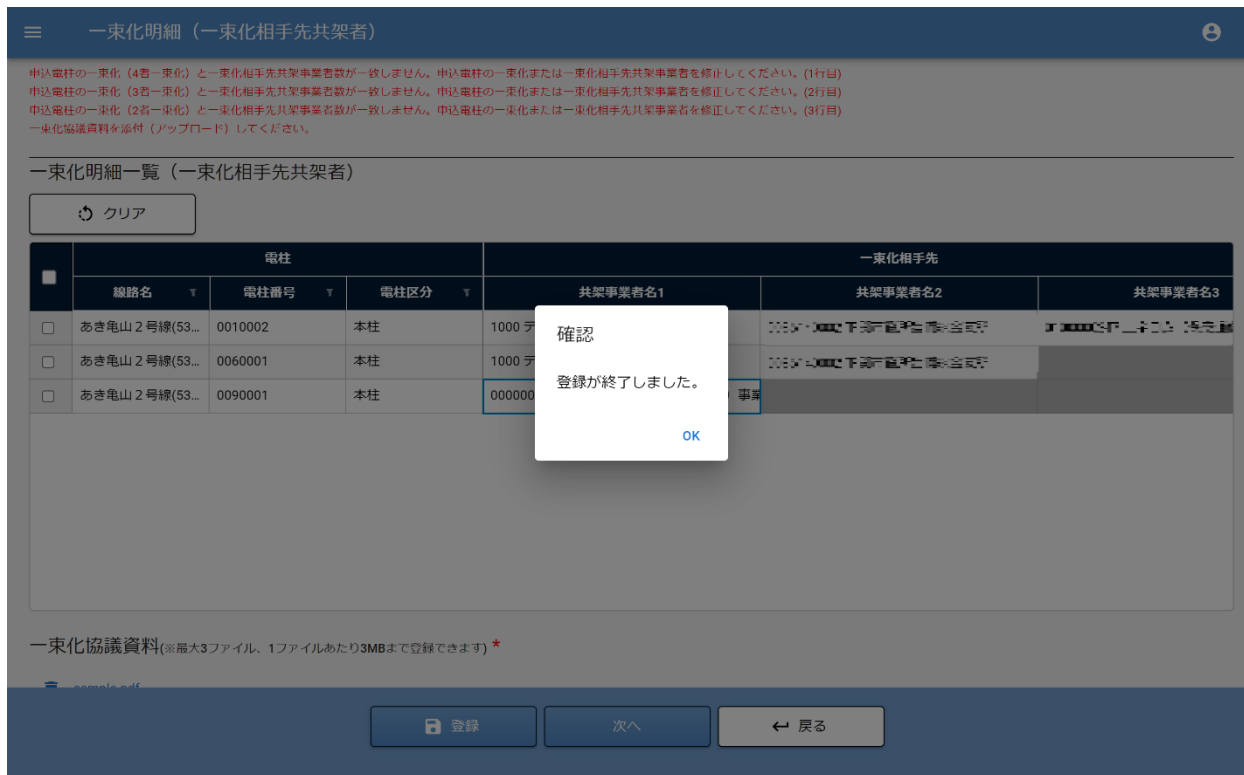 一束化明細（一束化相手先共架者）
申込電柱の一束化（4者一束化）と一束化相手先共架事業者数が一致しません。申込電柱の一束化または一束化相手先共架事業者を修正してください。(1行目)
申込電柱の一束化（3者一束化）と一束化相手先共架事業者数が一致しません。申込電柱の一束化または一束化相手先共架事業者を修正してください。(2行目)
申込電柱の一束化（2者一束化）と一束化相手先共架事業者数が一致しません。申込電柱の一束化または一束化相手先共架事業者を修正してください。(3行目)
一束化協議資料を添付（アップロード）してください。
一束化明細一覧（一束化相手先共架者）
クリア
電柱 一束化相手先
線路名 電柱番号 電柱区分 共架事業者名1 共架事業者名2 共架事業者名3
あき亀山２号線(53... 0010002 本柱 1000 テ
あき亀山２号線(53... 0060001 本柱 1000 テ
あき亀山２号線(53... 0090001 本柱 000000 事業
確認
登録が終了しました。
OK
一束化協議資料(※最大3ファイル、1ファイルあたり3MBまで登録できます) *
sample.pdf
登録 次へ 戻る